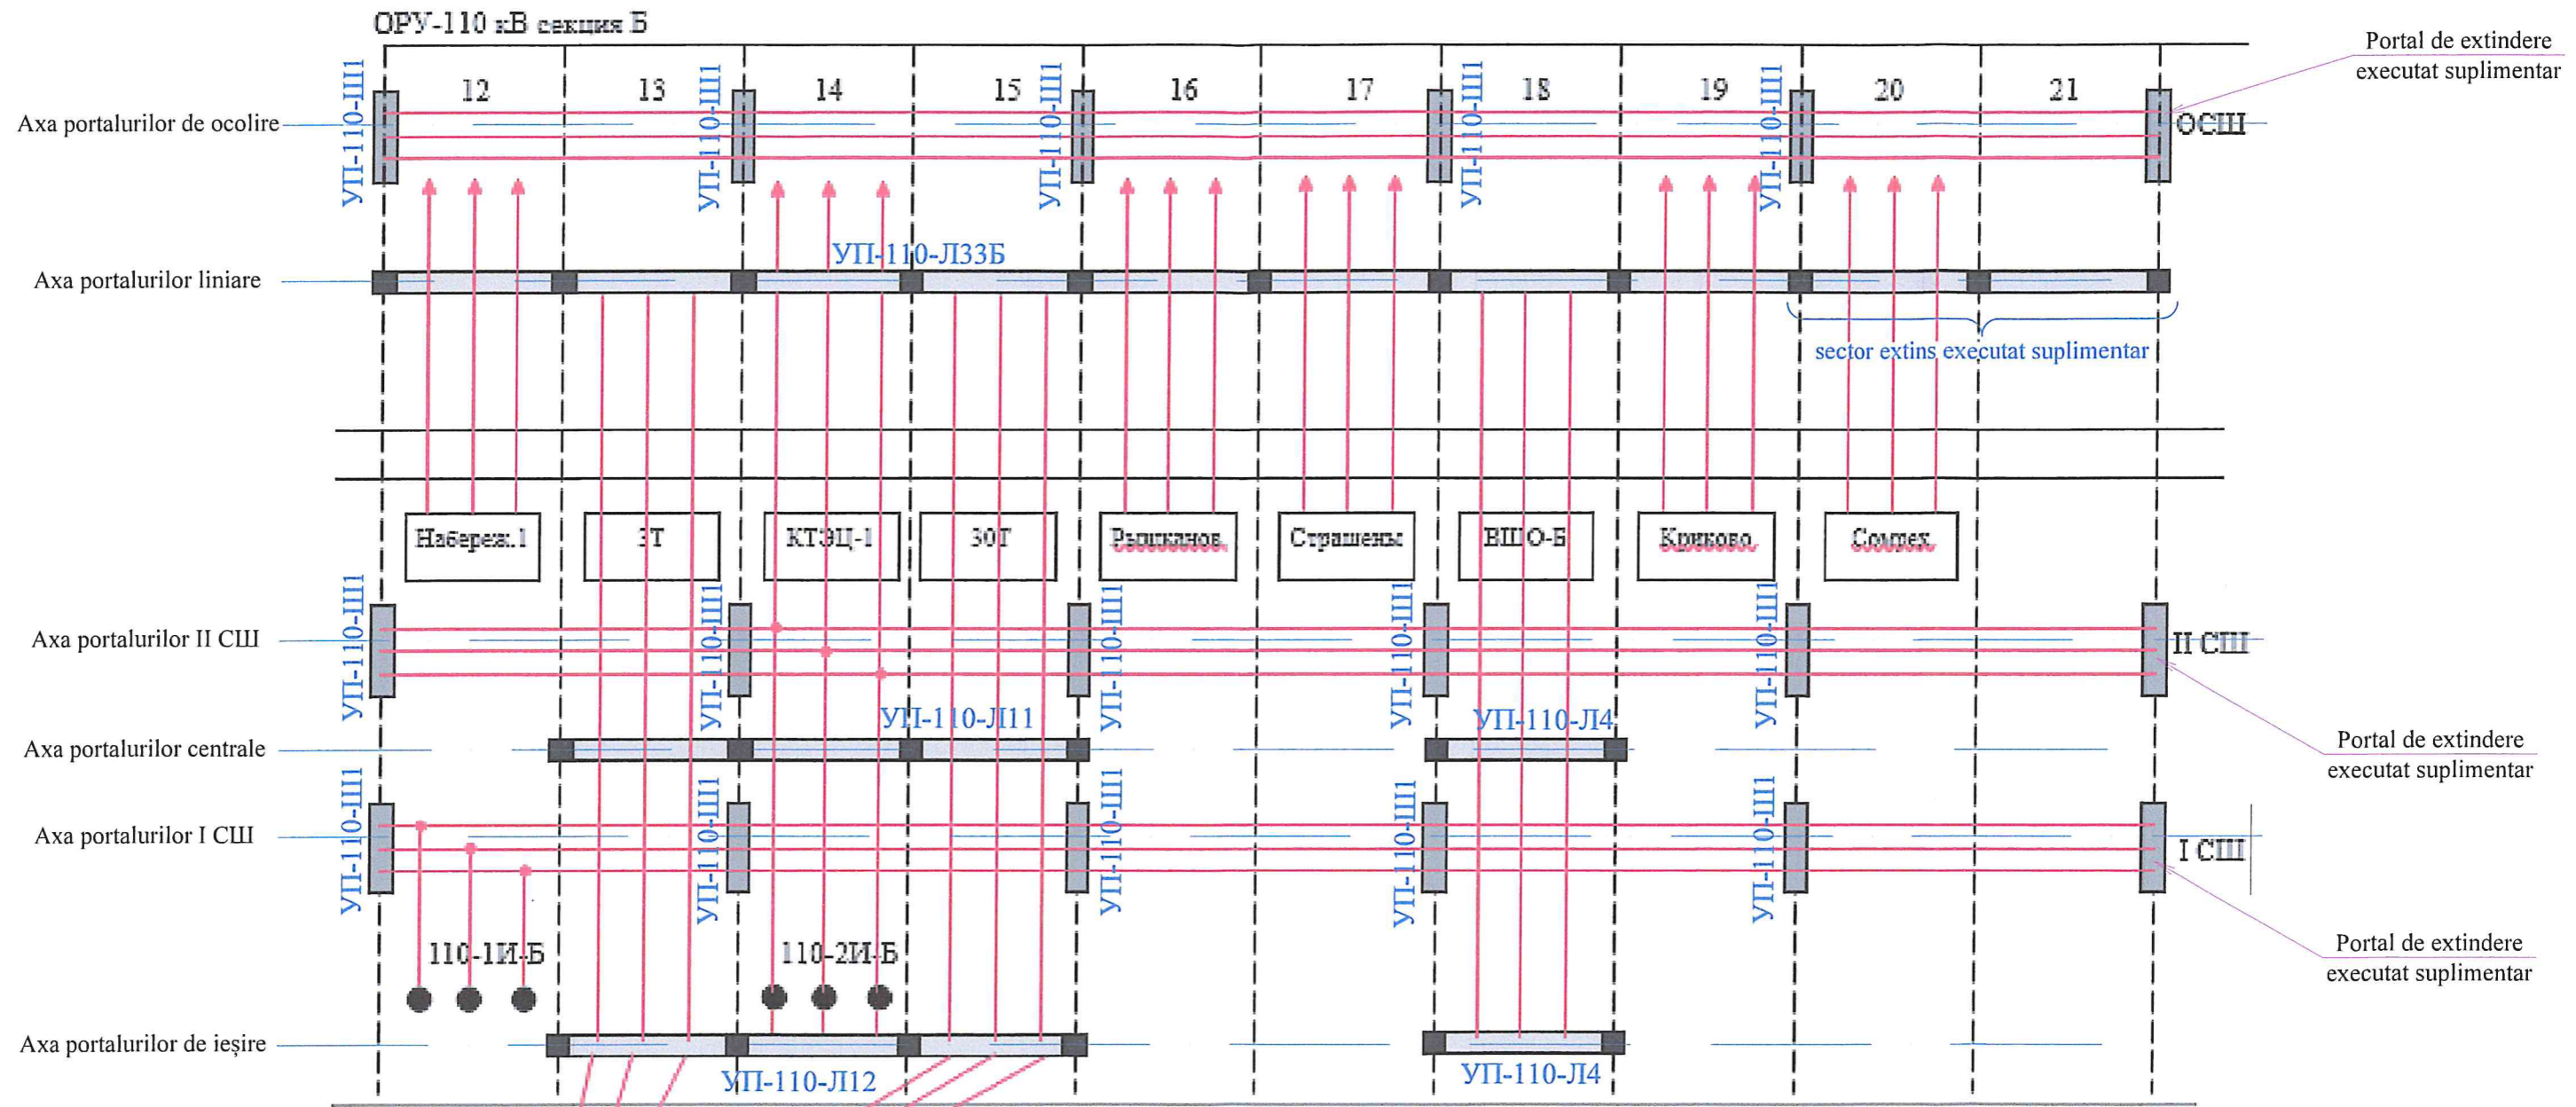 ОРУ-110 кВ секция Б
Portal de extindere
executat suplimentar
12
13
14
15
16
17
18
19
20
21
УП-110-Ш1
УП-110-Ш1
УП-110-Ш1
УП-110-Ш1
УП-110-Ш1
Axa portalurilor de ocolire
ОСШ
УП-110-Л33Б
Axa portalurilor liniare
sector extins executat suplimentar
Набереж.1
3Т
КТЭЦ-1
30Т
Рышканов.
Страшены
ВШО-Б
Криково
УП-110-Ш1
УП-110-Ш1
УП-110-Ш1
УП-110-Ш1
УП-110-Ш1
Axa portalurilor II СШ
II СШ
УП-110-Л11
УП-110-Л4
Axa portalurilor centrale
Portal de extindere
executat suplimentar
УП-110-Ш1
УП-110-Ш1
УП-110-Ш1
УП-110-Ш1
УП-110-Ш1
Axa portalurilor I СШ
I СШ
110-1И-Б
110-2И-Б
Portal de extindere
executat suplimentar
Axa portalurilor de ieșire
УП-110-Л12
УП-110-Л4